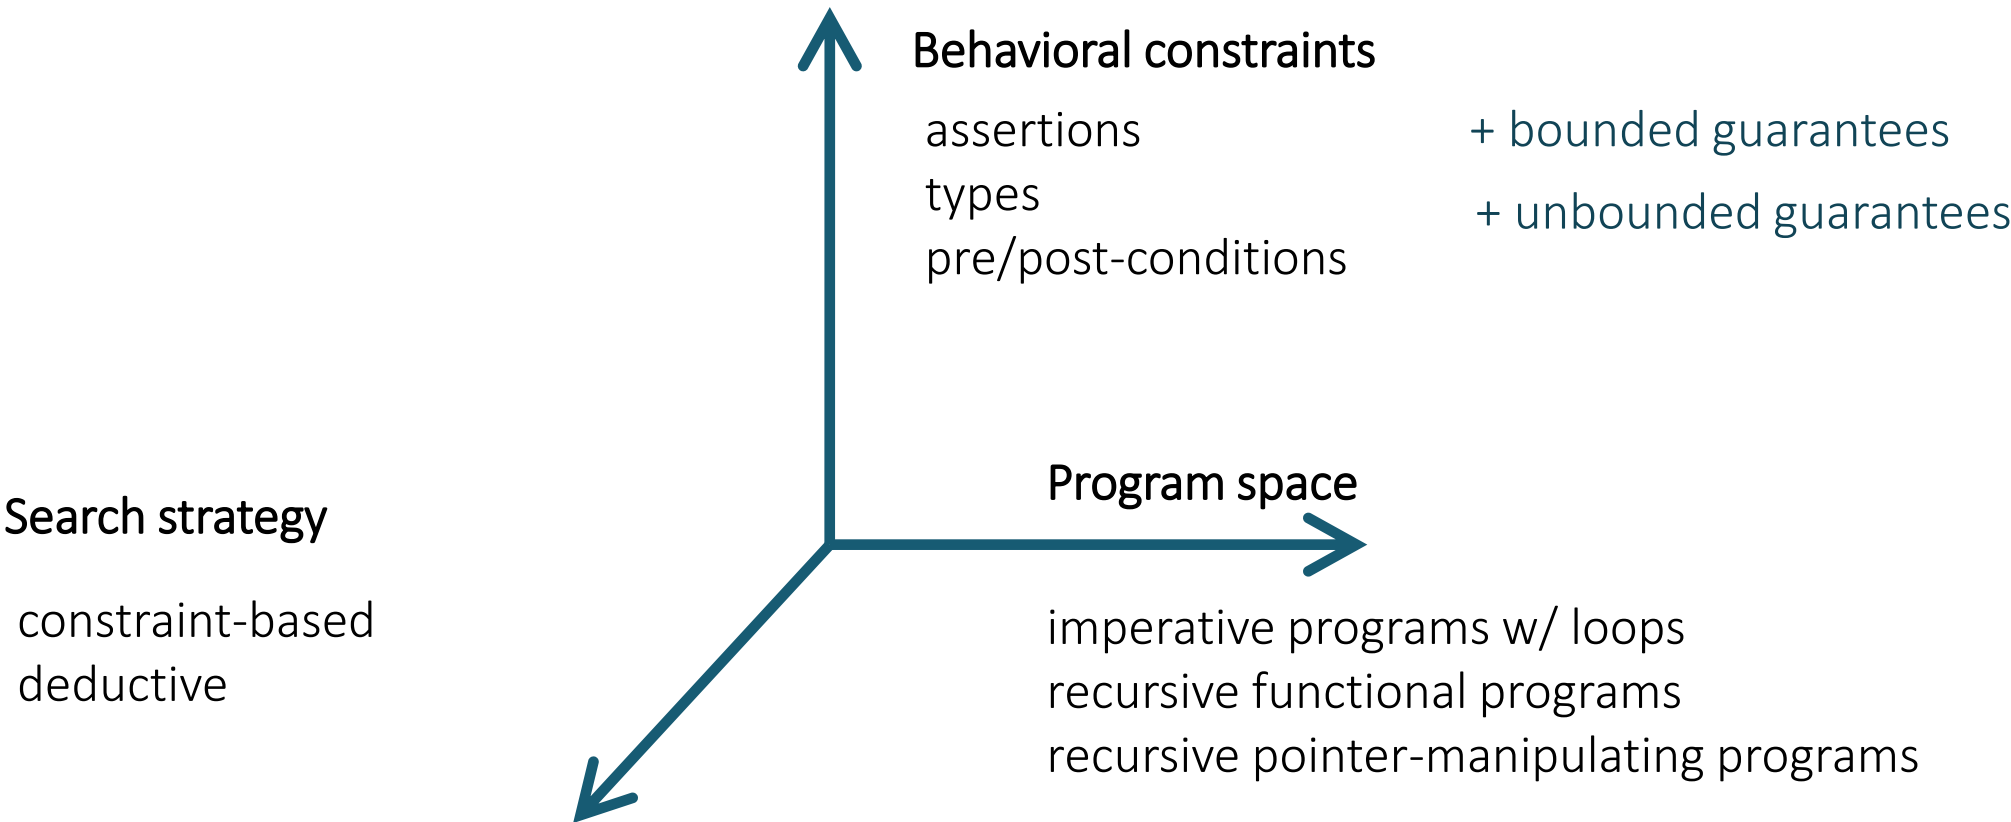 Behavioral constraints
assertions
+ bounded guarantees
types
+ unbounded guarantees
pre/post-conditions
Program space
Search strategy
constraint-based
deductive
imperative programs w/ loops
recursive functional programs
recursive pointer-manipulating programs